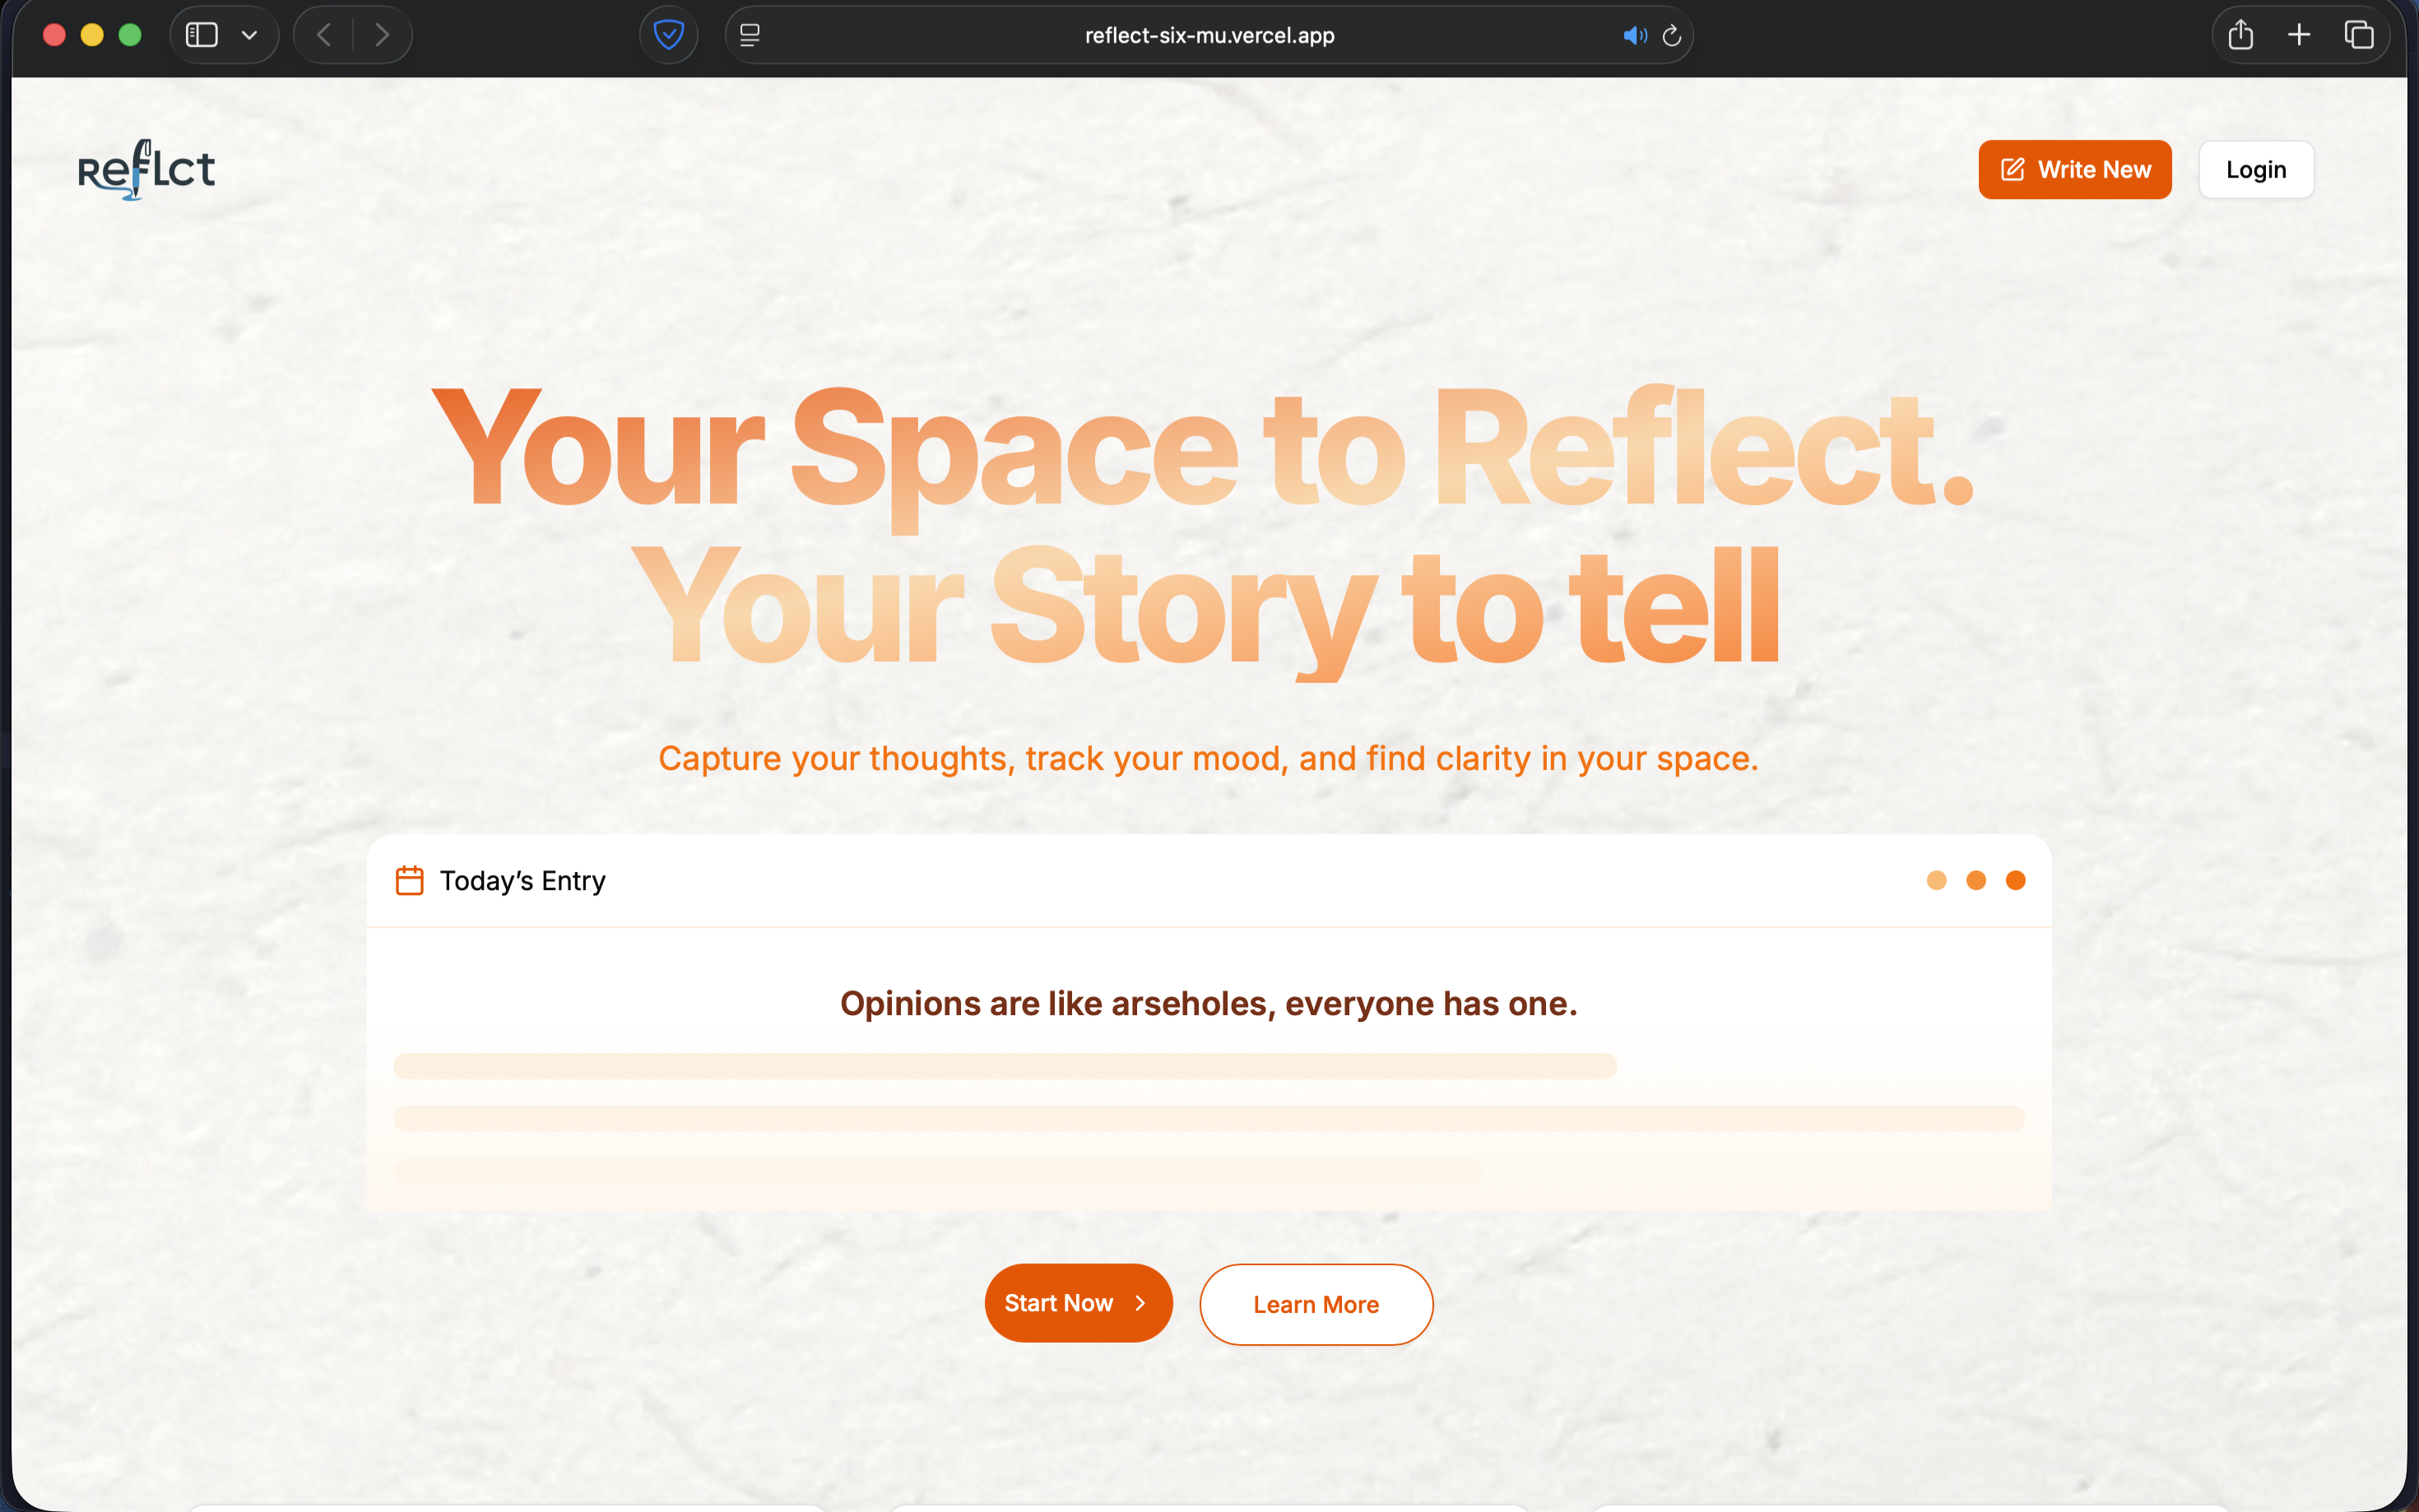 reflect-six-mu.vercel.app
Reflct
Write New
Login
Your Space to Reflect.
Your Story to tell
Capture your thoughts, track your mood, and find clarity in your space.
Today’s Entry
Opinions are like arseholes, everyone has one.
Start Now
Learn More